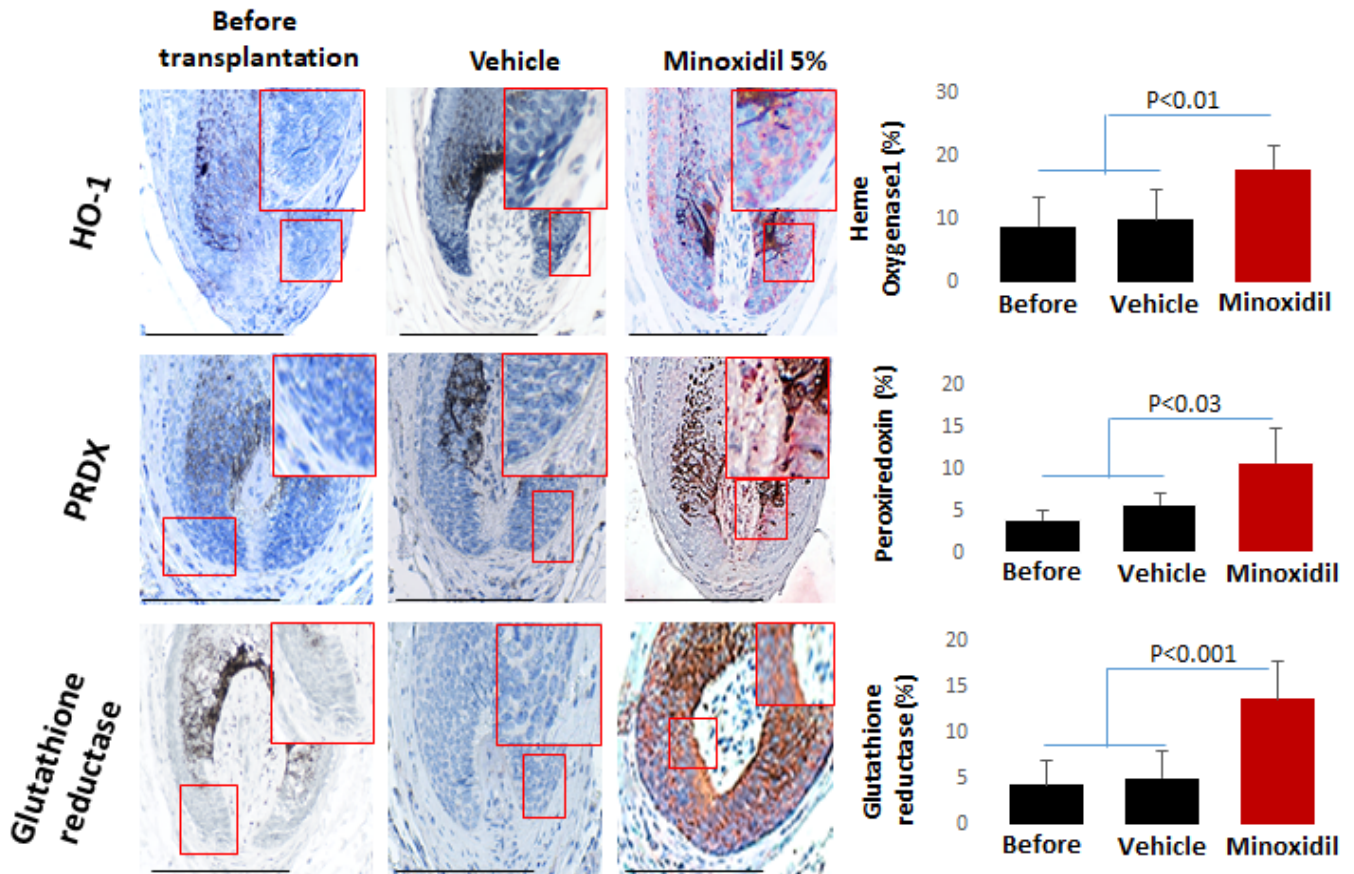 Before
transplantation
Vehicle
Minoxidil 5%
HO-1
PRDX
Glutathione
reductase
Heme
Oxygenase1 (%)
30
20
10
0
P<0.01
Before
Vehicle
Minoxidil
Peroxiredoxin (%)
20
15
10
5
0
P<0.03
Before
Vehicle
Minoxidil
Glutathione
reductase(%)
20
15
10
5
0
P<0.001
Before
Vehicle
Minoxidil